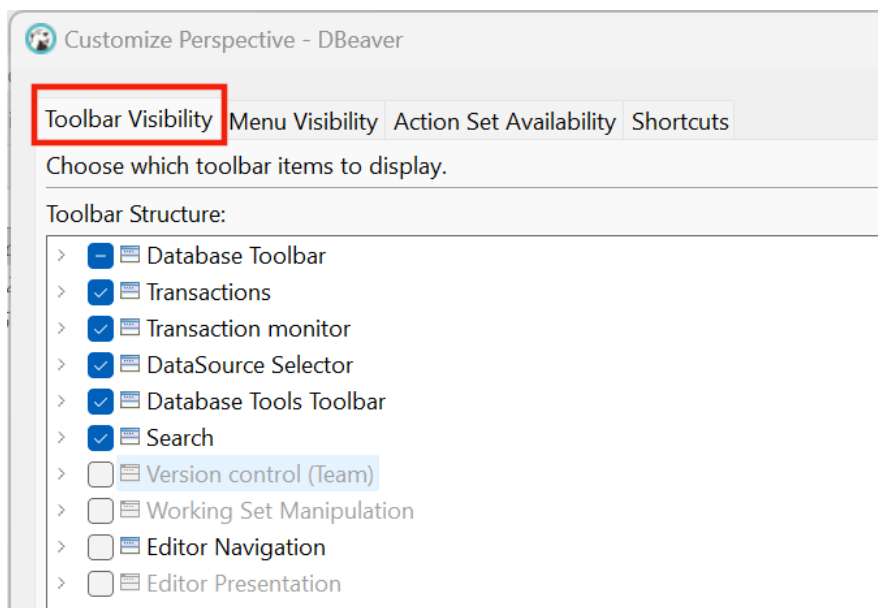 Customize Perspective - DBeaver
Toolbar Visibility Menu Visibility Action Set Availability Shortcuts
Choose which toolbar items to display.
Toolbar Structure:
Database Toolbar
Transactions
Transaction monitor
DataSource Selector
Database Tools Toolbar
Search
Version control (Team)
Working Set Manipulation
Editor Navigation
Editor Presentation